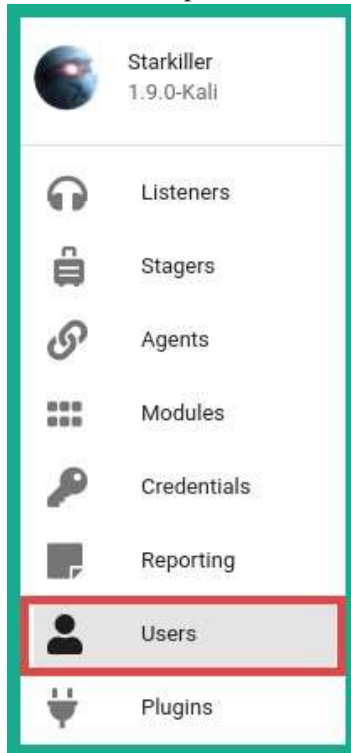 Starkiller
1.9.0-Kali
Listeners
Stagers
Agents
Modules
Credentials
Reporting
Users
Plugins